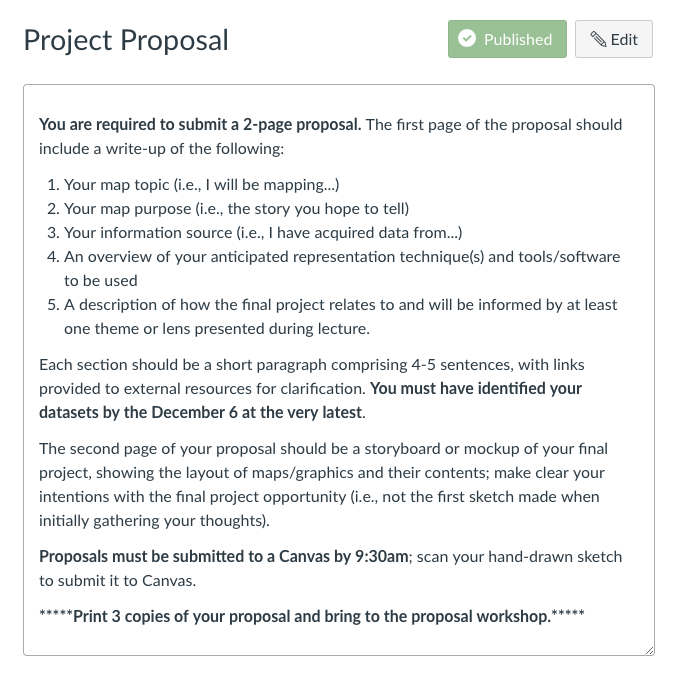 Project Proposal
Published
Edit
You are required to submit a 2-page proposal. The first page of the proposal should
include a write-up of the following:
1. Your map topic (i.e., I will be mapping...)
2. Your map purpose (i.e., the story you hope to tell)
3. Your information source (i.e., I have acquired data from...)
4. An overview of your anticipated representation technique(s) and tools/software
to be used
5. A description of how the final project relates to and will be informed by at least
one theme or lens presented during lecture.
Each section should be a short paragraph comprising 4-5 sentences, with links
provided to external resources for clarification. You must have identified your
datasets by the December 6 at the very latest.
The second page of your proposal should be a storyboard or mockup of your final
project, showing the layout of maps/graphics and their contents; make clear your
intentions with the final project opportunity (i.e., not the first sketch made when
initially gathering your thoughts).
Proposals must be submitted to a Canvas by 9:30am; scan your hand-drawn sketch
to submit it to Canvas.
*****Print 3 copies of your proposal and bring to the proposal workshop.*****